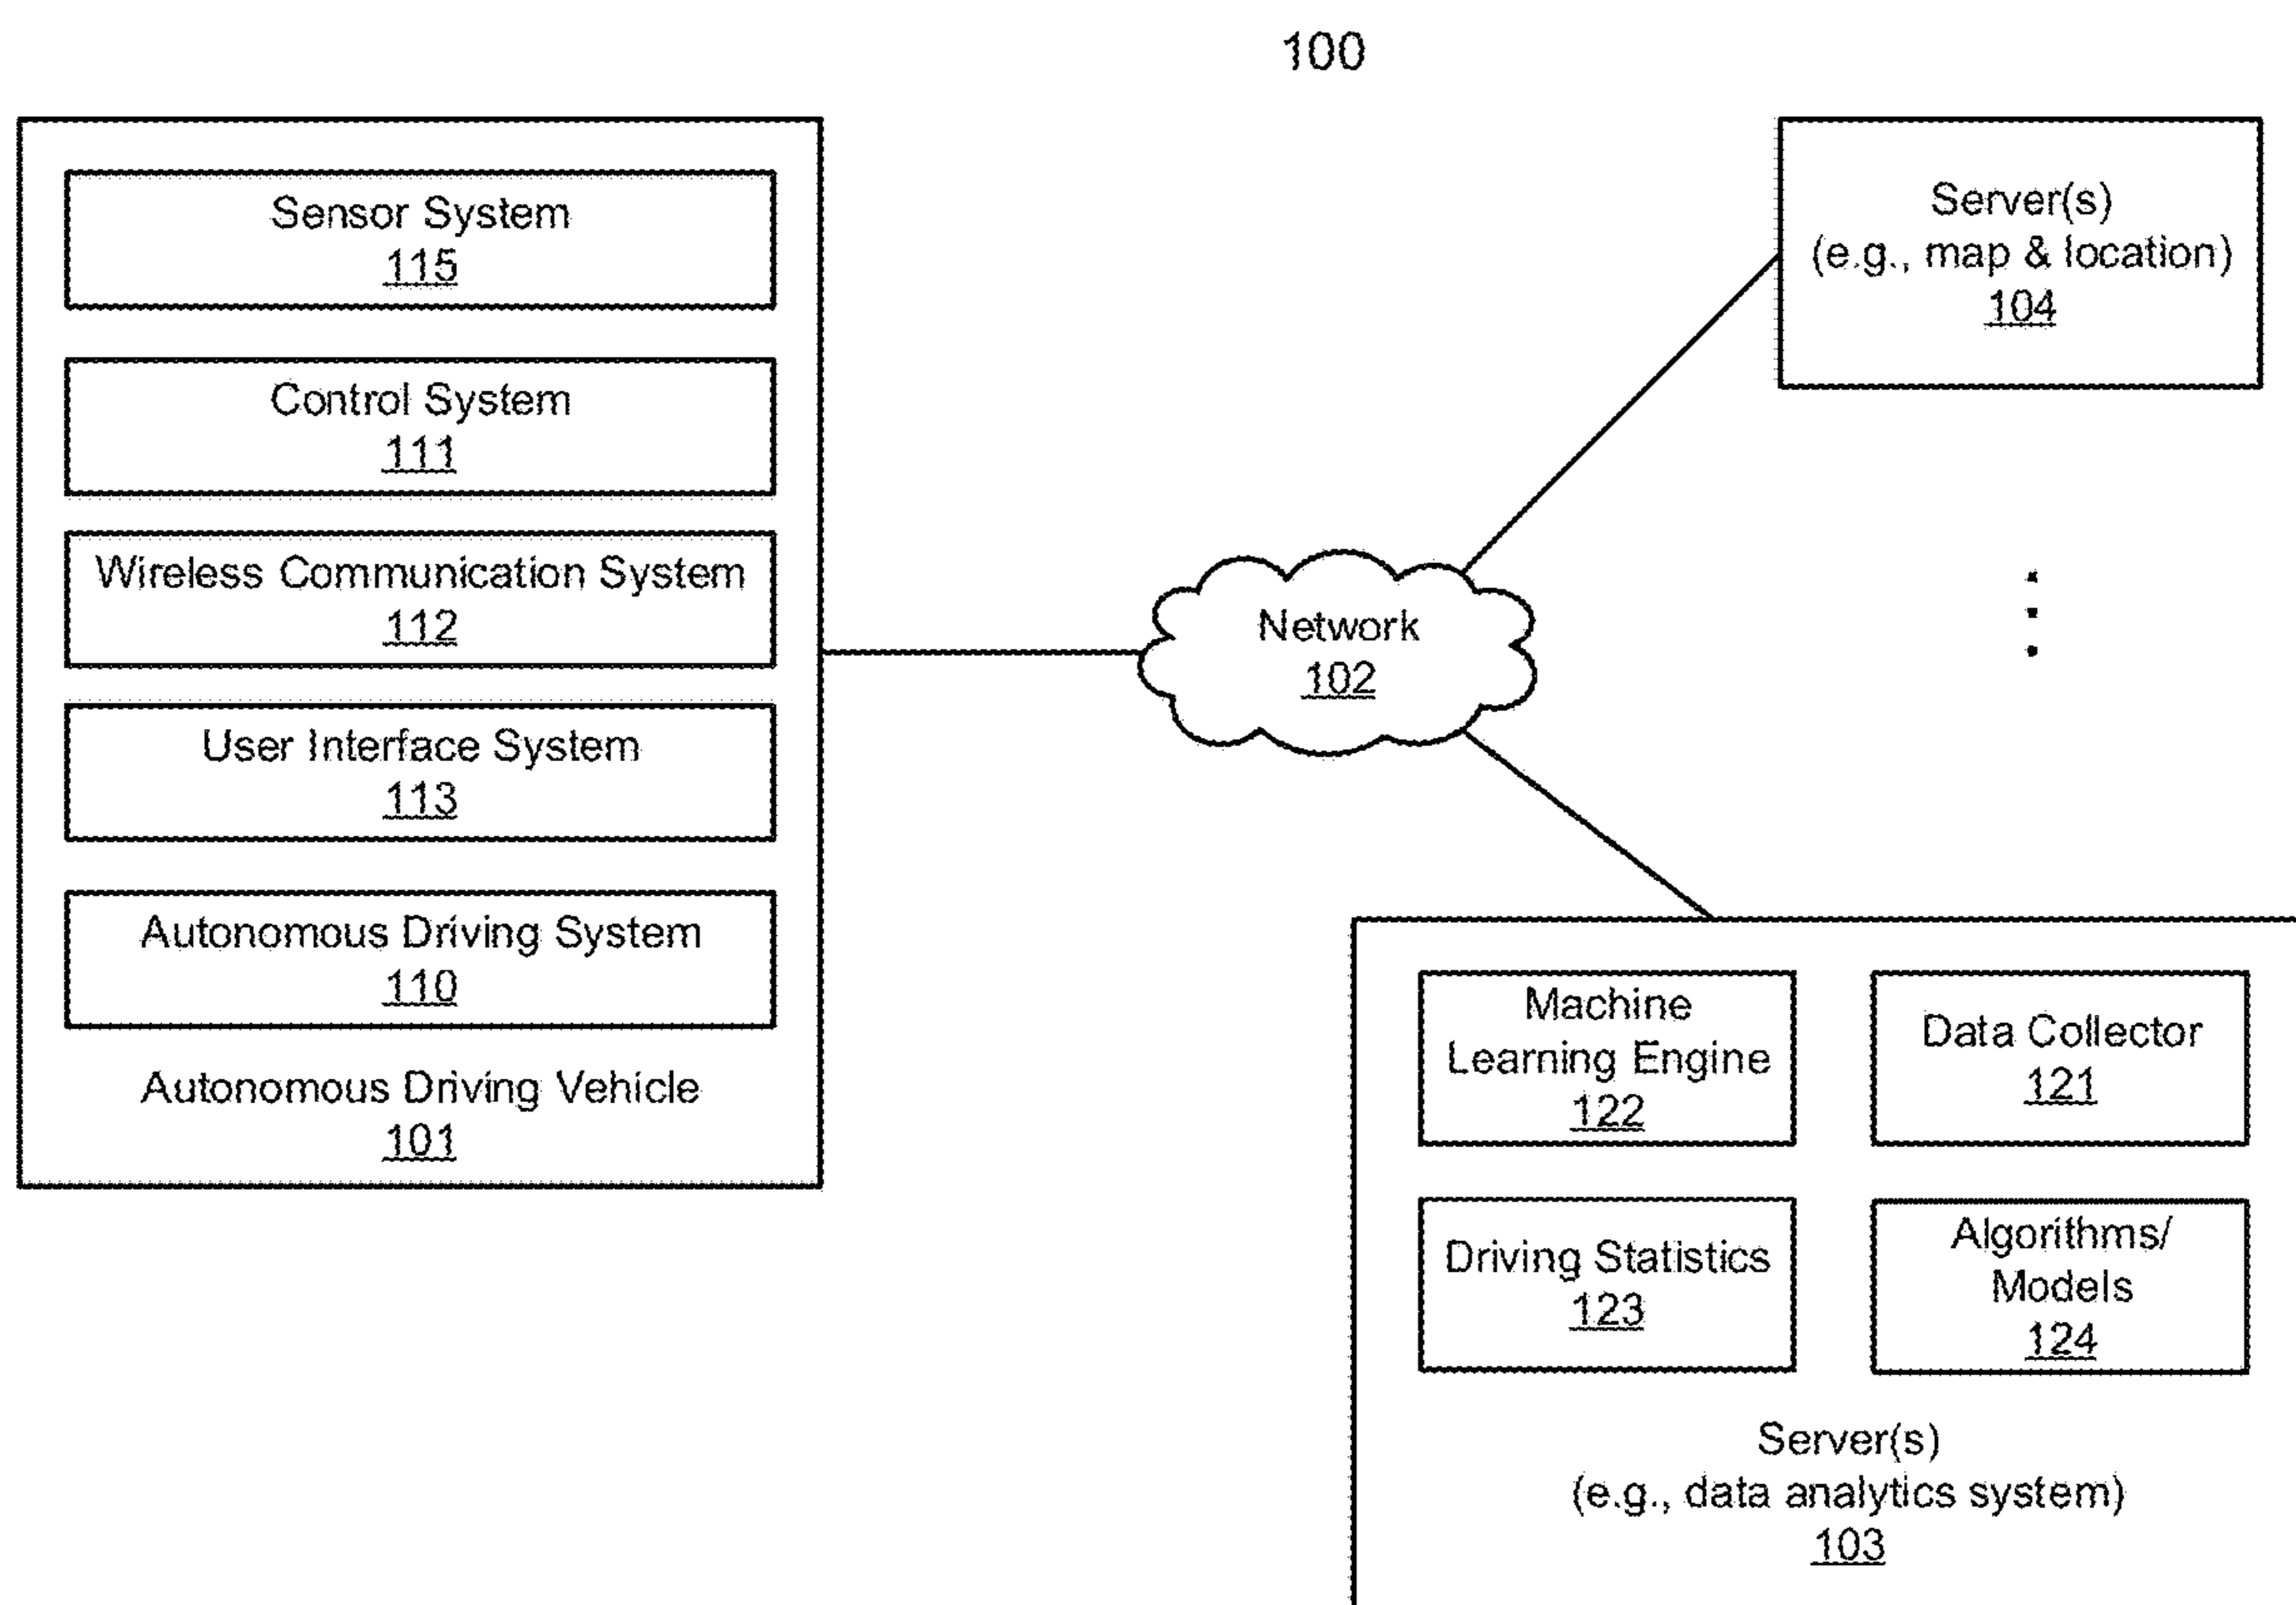 100
Sensor System
115
Control System
111
Wireless Communication System
112
User Interface System
113
Autonomous Driving System
110
Autonomous Driving Vehicle
101
Network
102
Server(s)
(e.g., map & location)
104
Machine
Learning Engine
122
Data Collector
121
Driving Statistics
123
Algorithms/
Models
124
Server(s)
(e.g., data analytics system)
103